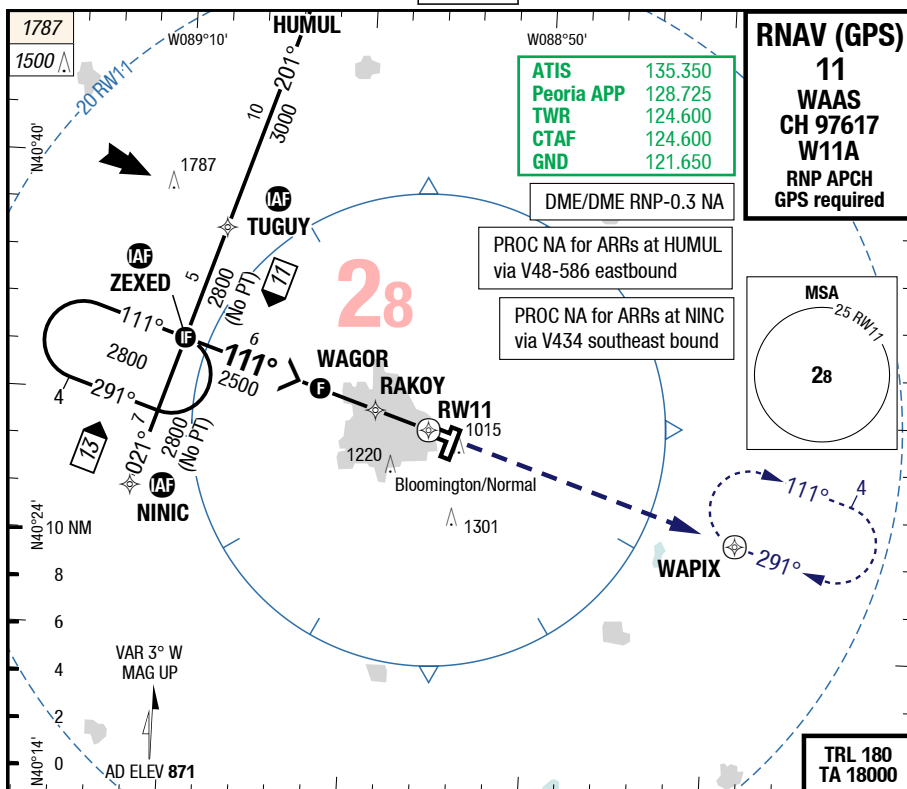 1787
1500
W089°10'
HUMUL
W088°50'
RNAV (GPS)
11
WAAS
CH 97617
W11A
RNP APCH
GPS required
20 RW11
201°
10
3000
ATIS 135.350
Peoria APP 128.725
TWR 124.600
CTAF 124.600
GND 121.650
N40°40'
1787
IAF
TUGUY
DME/DME RNP-0.3 NA
PROC NA for ARRs at HUMUL
via V48-586 eastbound
PROC NA for ARRs at NINC
via V434 southeast bound
IAF
ZEXED
5
2800
(No PT)
11
28
MSA
25 RW11
28
111°
IF
2800
6
111°
2500
WAGOR
F
RAKOY
RW11
1015
4
291°
7
021°
2800
(No PT)
13
IAF
NINIC
1220
Bloomington/Normal
1301
111°
4
291°
WAPIX
N40°24'
10 NM
8
6
4
2
0
VAR 3° W
MAG UP
AD ELEV 871
N40°14'
TRL 180
TA 18000